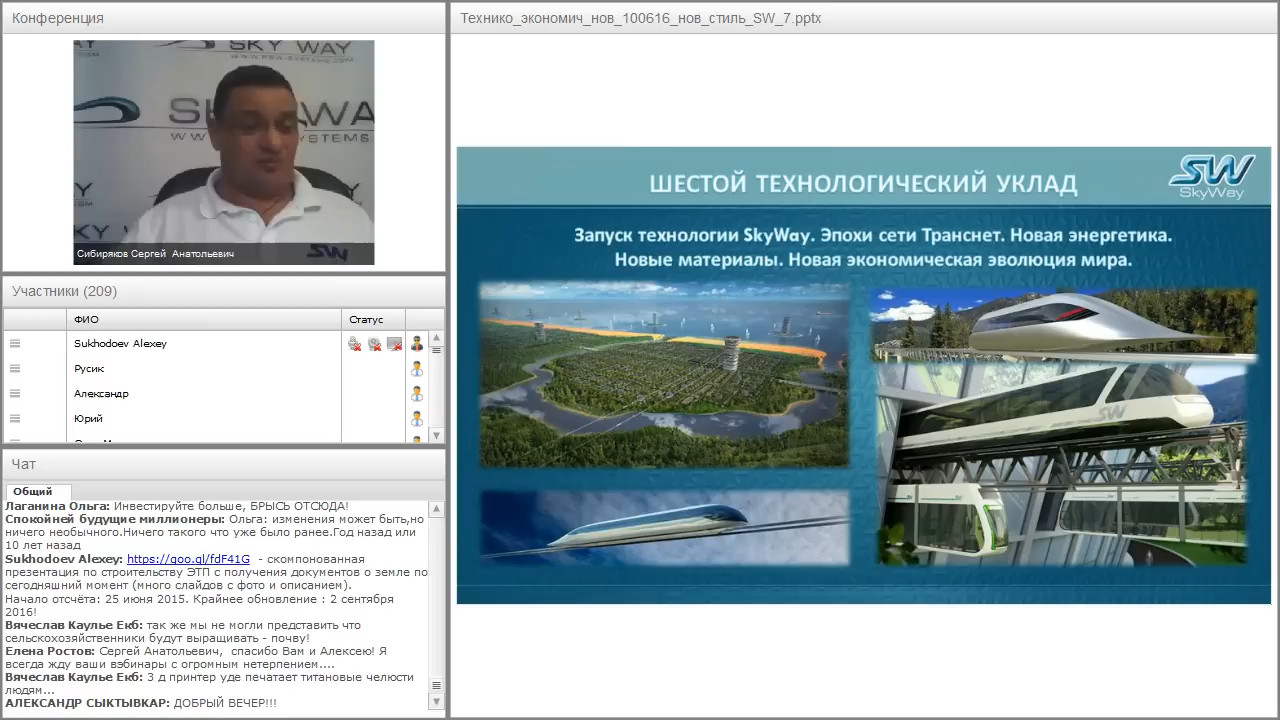 Конференция
SKY WAY
WWW.RSW-SYSTEMS.COM
Сибиряков Сергей Анатольевич
SW
Участники (209)
ФИО
Статус
Sukhodoev Alexey
Русик
Александр
Юрий
Чат
Общий
Лаганина Ольга: Инвестируйте больше, БРЫСЬ ОТСЮДА!
Спокойней будущие миллионеры: Ольга: изменения может быть,но
ничего необычного.Ничего такого что уже было ранее.Год назад или
10 лет назад
Sukhodoev Alexey: https://goo.gl/fdF41G - скомпонованная
презентация по строительству ЭТП с получения документов о земле по
сегодняшний момент (много слайдов с фото и описанием).
Начало отсчёта: 25 июня 2015. Крайнее обновление : 2 сентября
2016!
Вячеслав Каулье Екб: так же мы не могли представить что
сельскохозяйственники будут выращивать - почву!
Елена Ростов: Сергей Анатольевич, спасибо Вам и Алексею! Я
всегда жду ваши вэбинары с огромным нетерпением....
Вячеслав Каулье Екб: 3 д принтер уде печатает титановые челюсти
людям...
АЛЕКСАНДР СЫКТЫВКАР: ДОБРЫЙ ВЕЧЕР!!!
Технико_экономич_нов_100616_нов_стиль_SW_7.pptx
ШЕСТОЙ ТЕХНОЛОГИЧЕСКИЙ УКЛАД
SW
SkyWay
Запуск технологии SkyWay. Эпохи сети Транснет. Новая энергетика.
Новые материалы. Новая экономическая эволюция мира.
SW